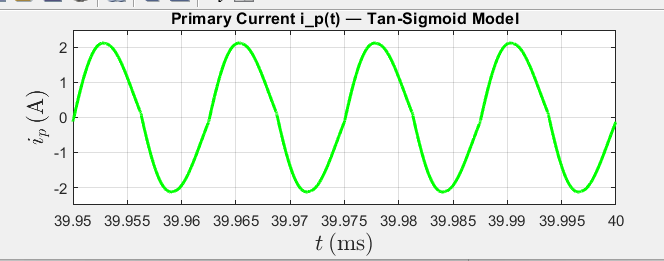 Primary Current i_p(t) — Tan-Sigmoid Model
2
1
0
-1
-2
i_p (A)
39.95 39.955 39.96 39.965 39.97 39.975 39.98 39.985 39.99 39.995 40
t (ms)